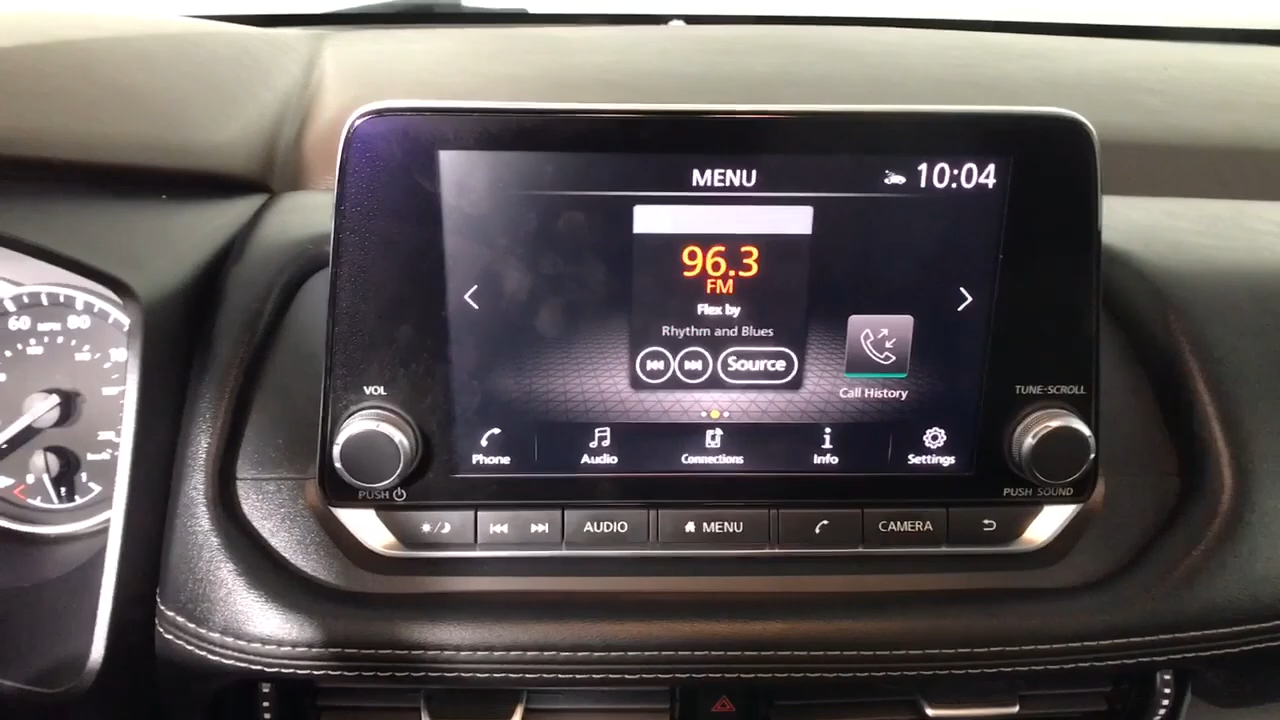 MENU
10:04
96.3
FM
Flex by
Rhythm and Blues
Source
Call History
Phone
Audio
Connections
Info
Settings
VOL
PUSH
TUNE-SCROLL
PUSH SOUND
AUDIO
MENU
CAMERA
60 MPH 80